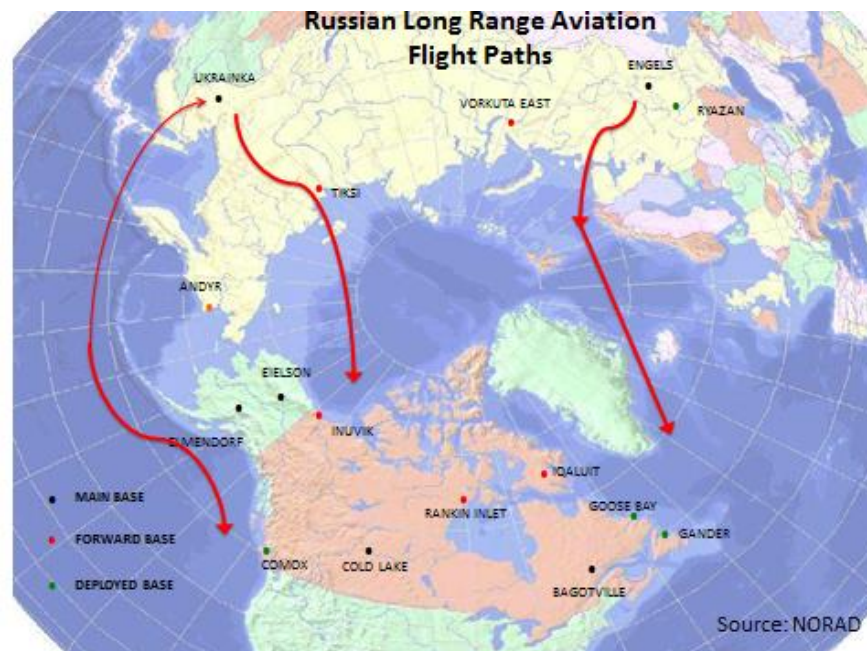 Russian Long Range Aviation
Flight Paths
UKRAINKA
ENGELS
VORKUTA EAST
RYAZAN
TIKSI
ANDYR
EIELSON
ELMENDORF
INUVIK
IQALUIT
RANKIN INLET
GOOSE BAY
GANDER
COMOX
COLD LAKE
BAGOTVILLE
MAIN BASE
FORWARD BASE
DEPLOYED BASE
Source: NORAD